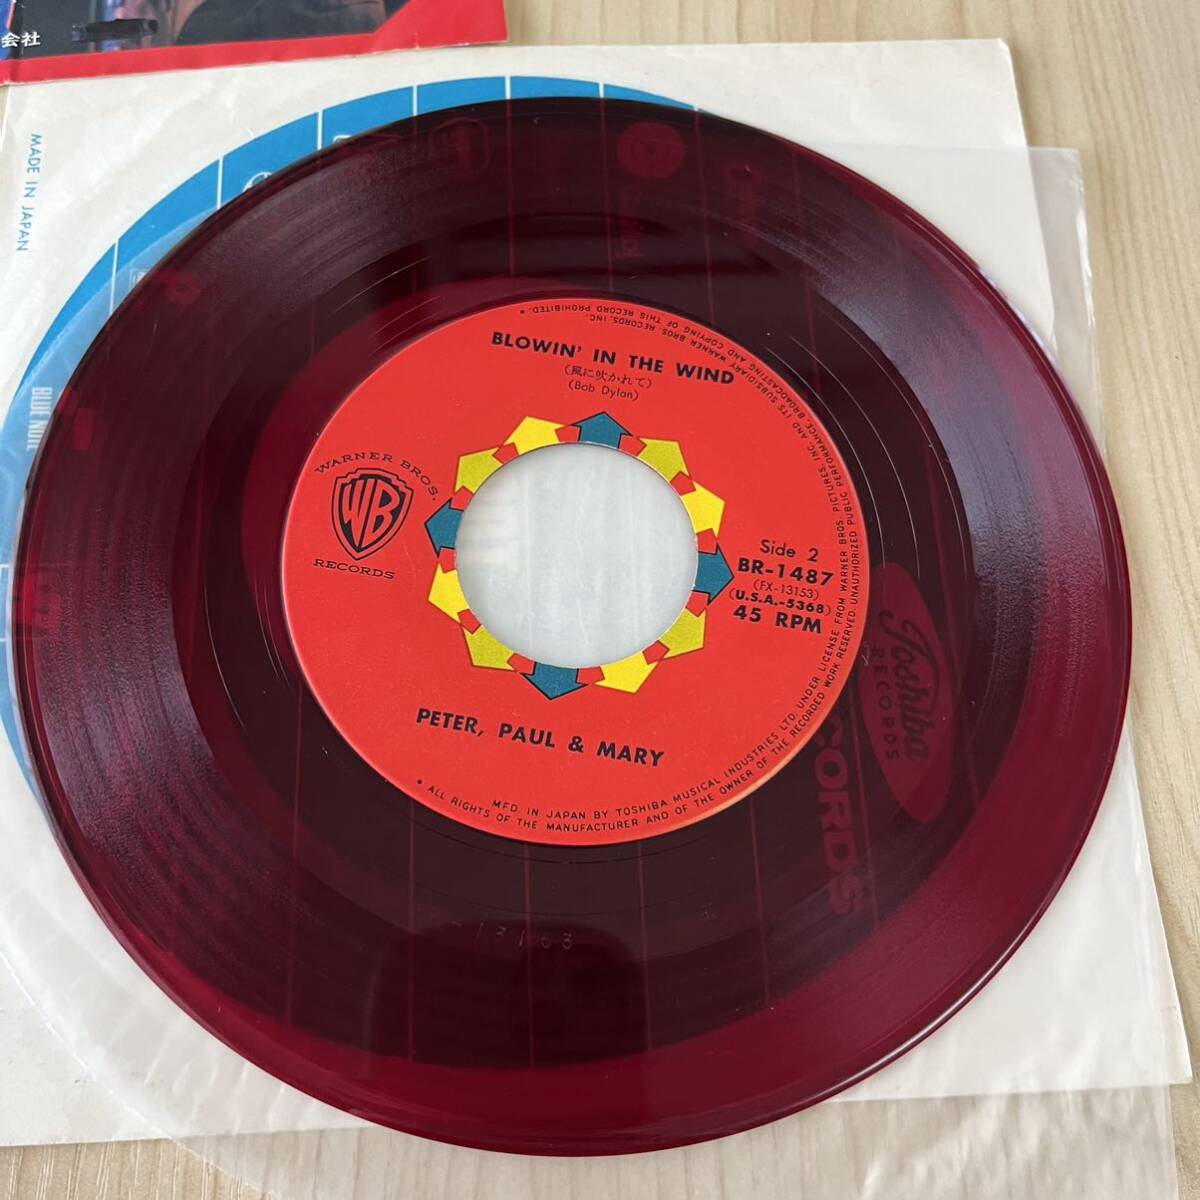 会社
MADE IN JAPAN
BLUE NOTE
BLOWIN' IN THE WIND
(風に吹かれて)
(Bob Dylan)
WARNER BROS.
WB
RECORDS
Side 2
BR-1487
(FX-13153)
(U.S.A.-5368)
45 RPM
PETER, PAUL & MARY
• ALL RIGHTS OF THE MANUFACTURER AND OF THE OWNER OF THE RECORDED WORK RESERVED. UNAUTHORIZED PUBLIC PERFORMANCE, BROADCASTING AND COPYING OF THIS RECORD PROHIBITED. •
MFD. IN JAPAN BY TOSHIBA MUSICAL INDUSTRIES LTD. UNDER LICENSE FROM WARNER BROS. PICTURES, INC. AND ITS SUBSIDIARY WARNER BROS. RECORDS, INC.
Toshiba
RECORDS
CORDS
13153